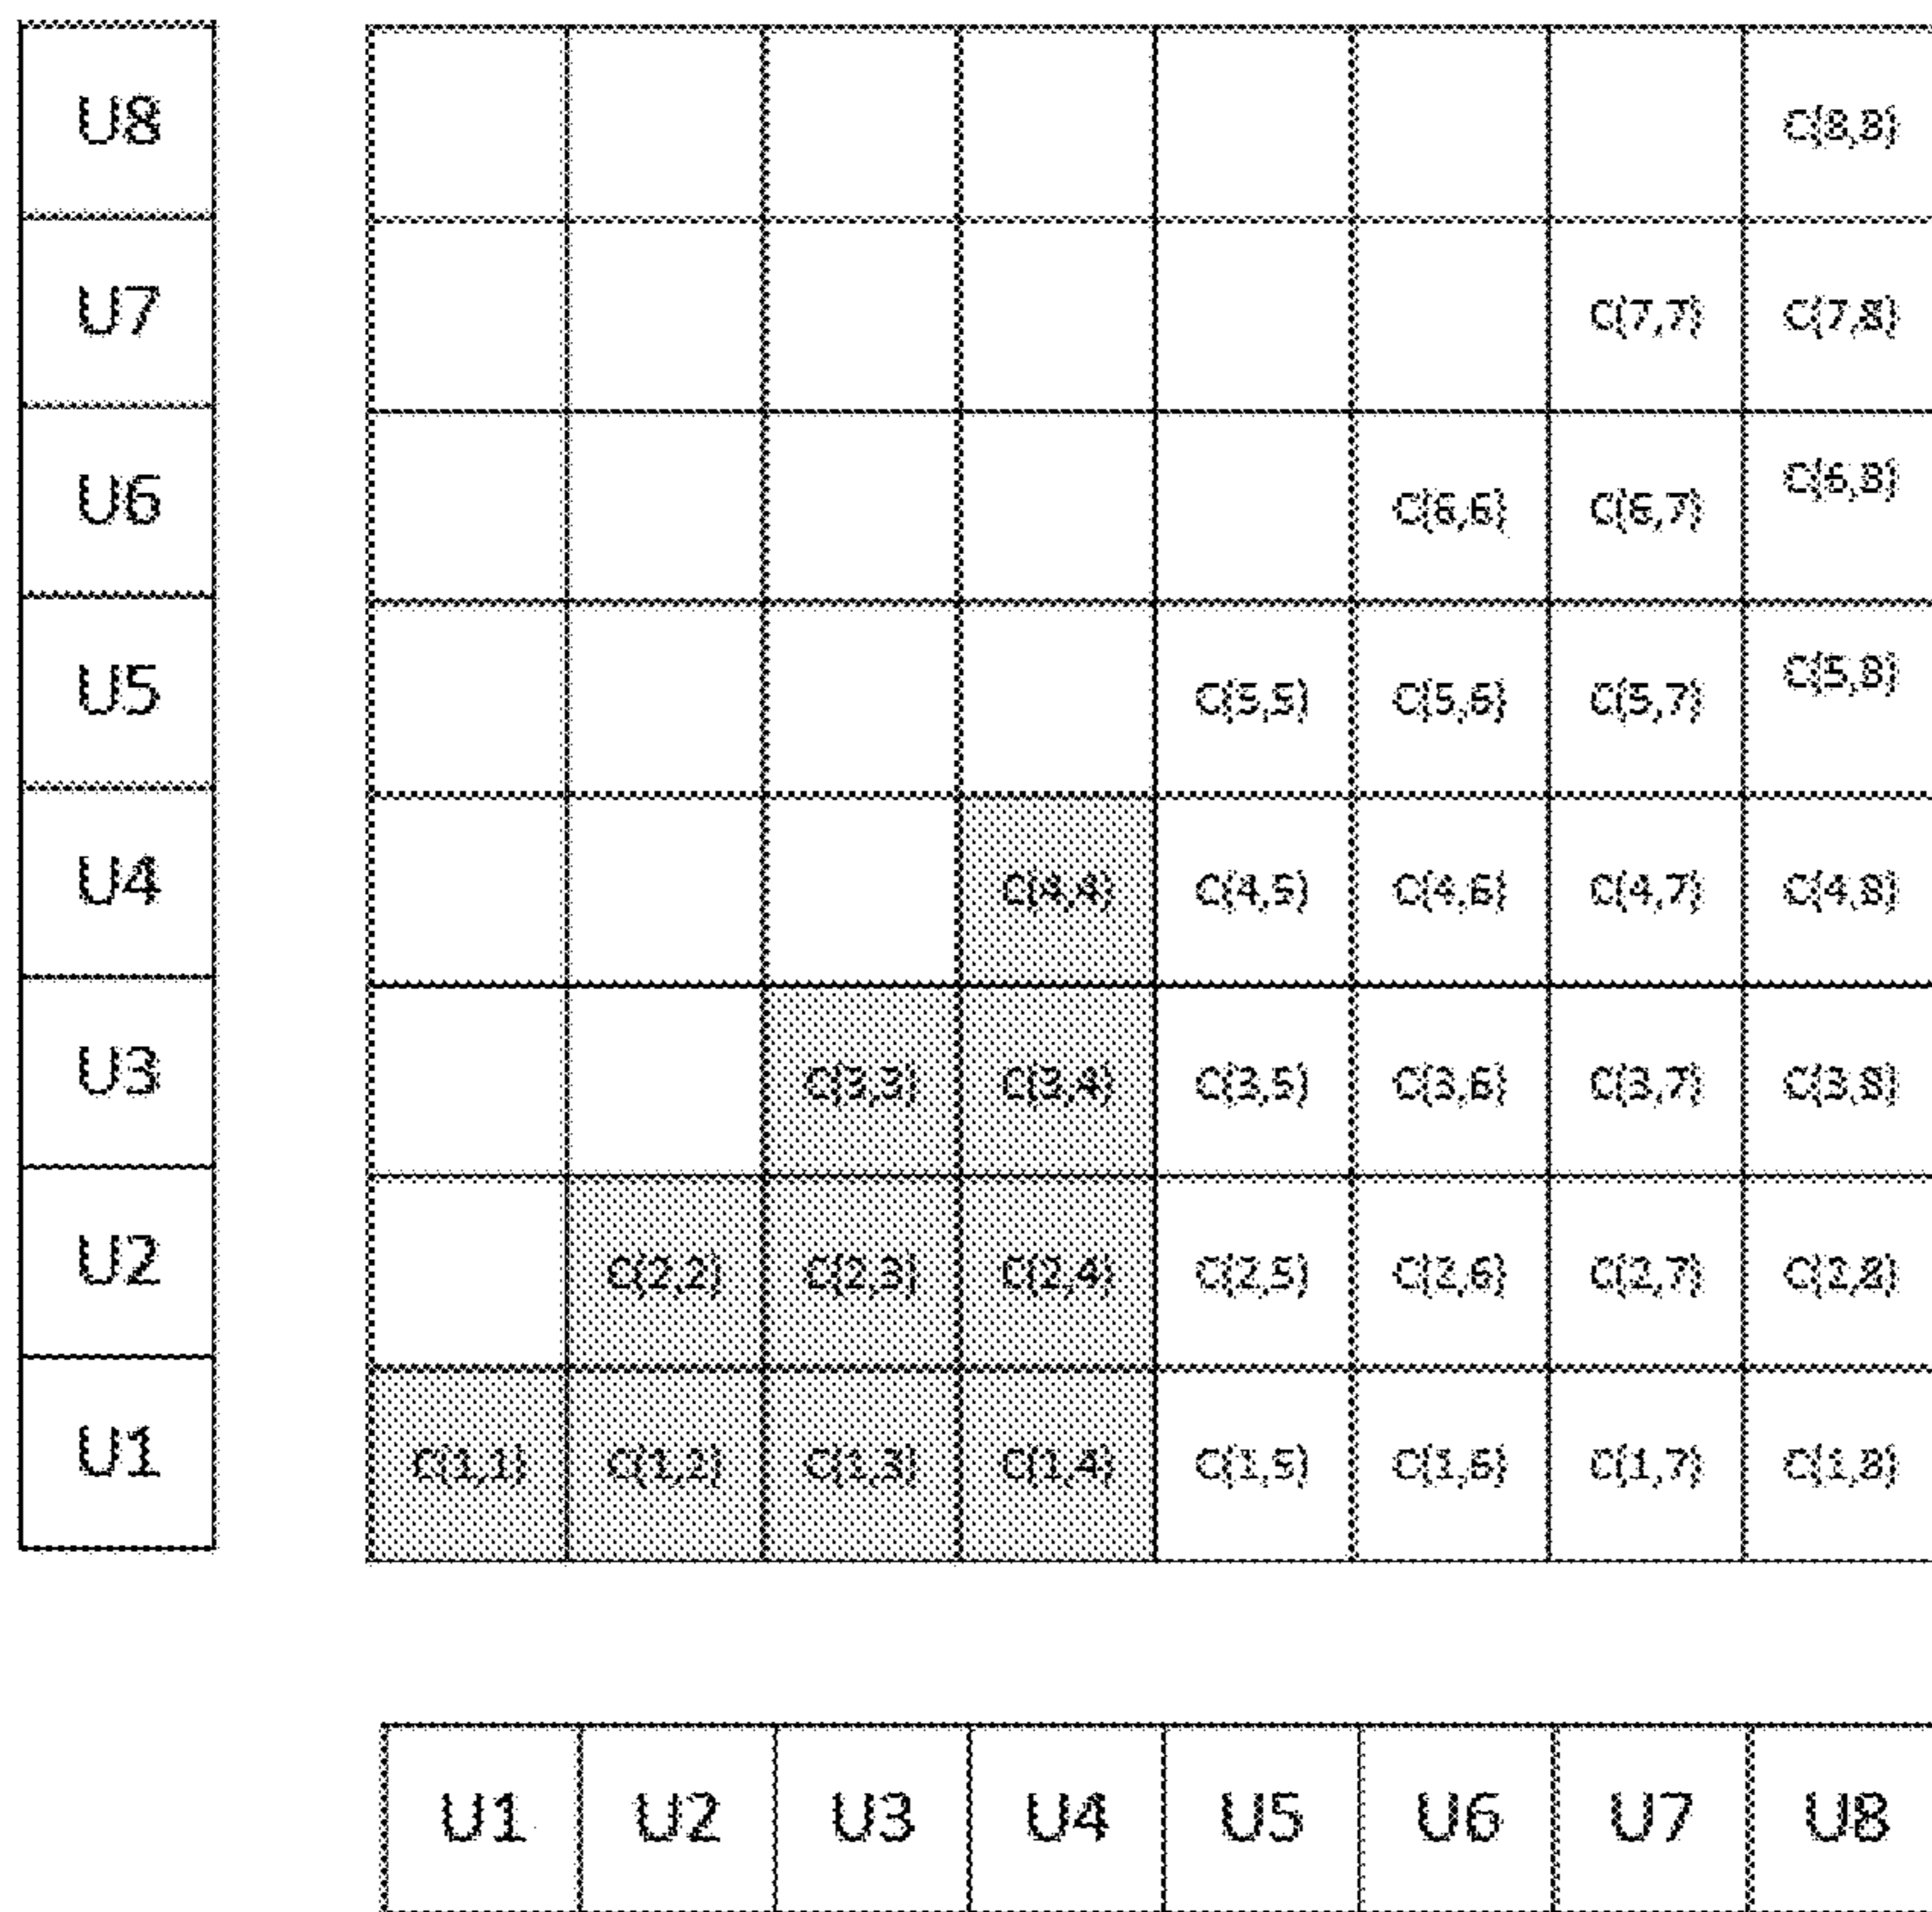 U8 C(8,8)
U7 C(7,7) C(7,8)
U6 C(6,6) C(6,7) C(6,8)
U5 C(5,5) C(5,6) C(5,7) C(5,8)
U4 C(4,4) C(4,5) C(4,6) C(4,7) C(4,8)
U3 C(3,3) C(3,4) C(3,5) C(3,6) C(3,7) C(3,8)
U2 C(2,2) C(2,3) C(2,4) C(2,5) C(2,6) C(2,7) C(2,8)
U1 C(1,1) C(1,2) C(1,3) C(1,4) C(1,5) C(1,6) C(1,7) C(1,8)
U1 U2 U3 U4 U5 U6 U7 U8